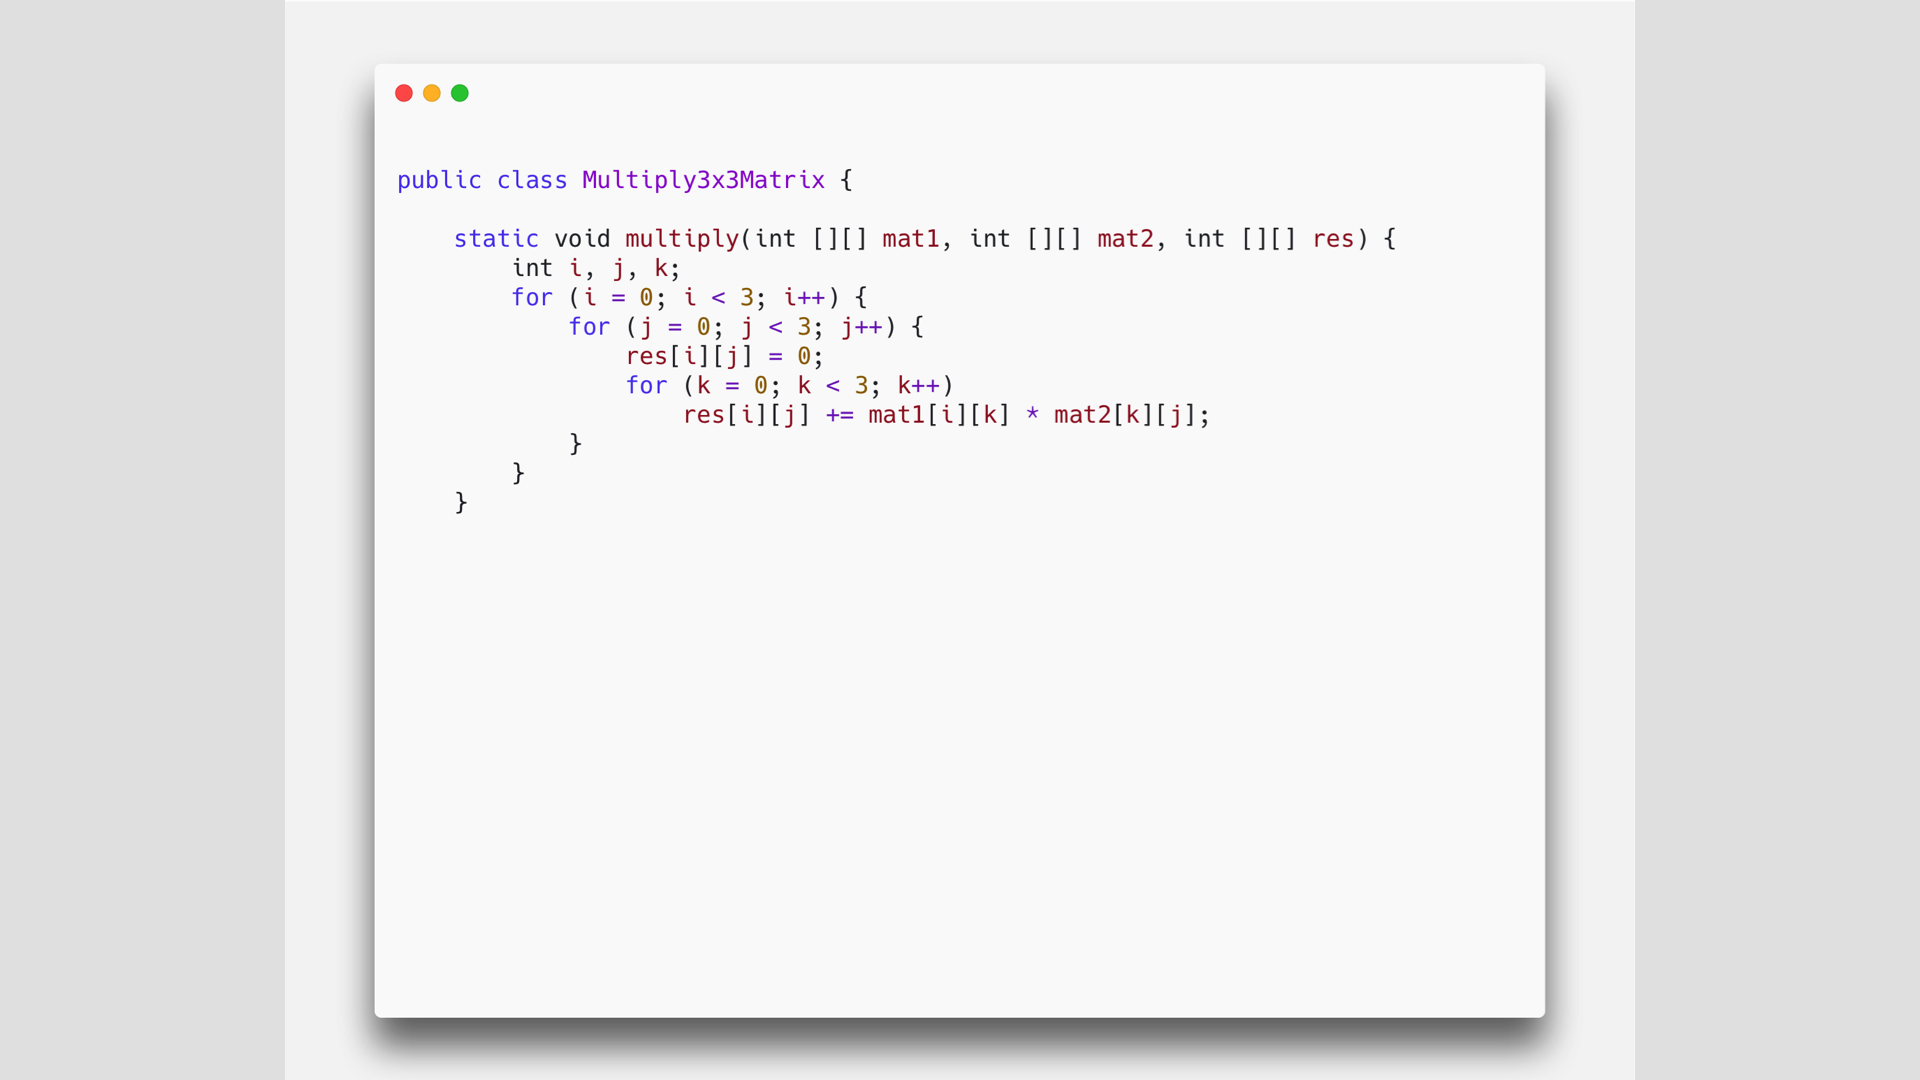 public class Multiply3x3Matrix {
    static void multiply(int [][] mat1, int [][] mat2, int [][] res) {
        int i, j, k;
        for (i = 0; i < 3; i++) {
            for (j = 0; j < 3; j++) {
                res[i][j] = 0;
                for (k = 0; k < 3; k++)
                    res[i][j] += mat1[i][k] * mat2[k][j];
            }
        }
    }